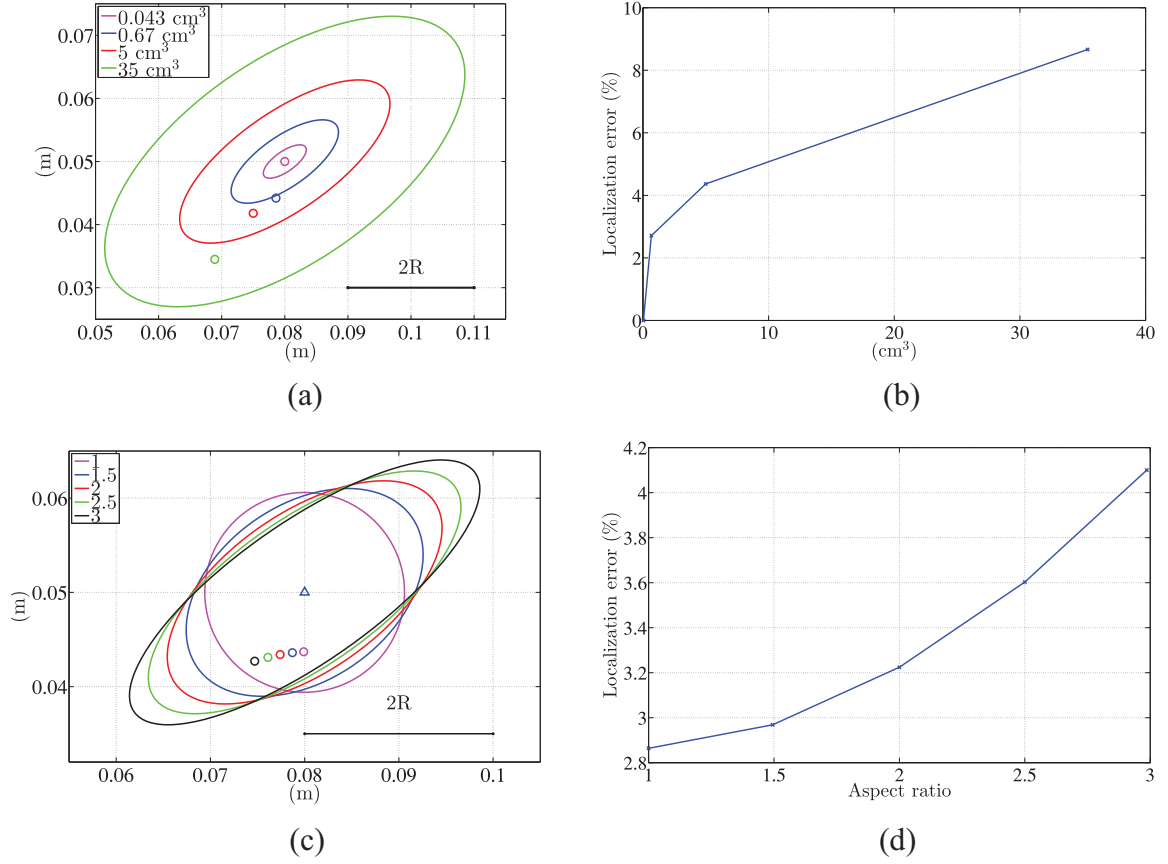 0.043 cm³
0.67 cm³
5 cm³
35 cm³
0.07
0.06
0.05
0.04
0.03
(m)
2R
0.05 0.06 0.07 0.08 0.09 0.1 0.11
(m)
(a)
10
8
6
4
2
0
Localization error (%)
0 10 20 30 40
(cm³)
(b)
1
1.5
2
2.5
3
0.06
0.05
0.04
(m)
2R
0.06 0.07 0.08 0.09 0.1
(m)
(c)
4.2
4
3.8
3.6
3.4
3.2
3
2.8
Localization error (%)
1 1.5 2 2.5 3
Aspect ratio
(d)